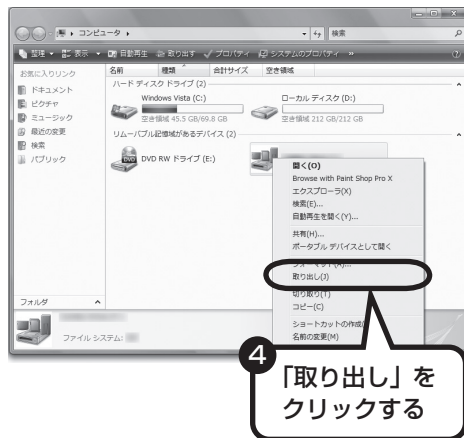 コンピュータ
検索
整理
表示
自動再生
取り出す
プロパティ
システムのプロパティ
»
お気に入りリンク
ドキュメント
ピクチャ
ミュージック
最近の変更
検索
パブリック
フォルダ
名前 種類 合計サイズ 空き領域
ハード ディスク ドライブ (2)
Windows Vista (C:)
空き領域 45.5 GB/69.8 GB
ローカル ディスク (D:)
空き領域 212 GB/212 GB
リムーバブル記憶域があるデバイス (2)
DVD RW ドライブ (E:)
開く(O)
Browse with Paint Shop Pro X
エクスプローラ(X)
検索(E)...
自動再生を開く(Y)...
共有(H)...
ポータブル デバイスとして開く
フォーマット(A)...
取り出し(J)
切り取り(T)
コピー(C)
ショートカットの作成(
名前の変更(M)
ファイル システム:
4
「取り出し」を
クリックする